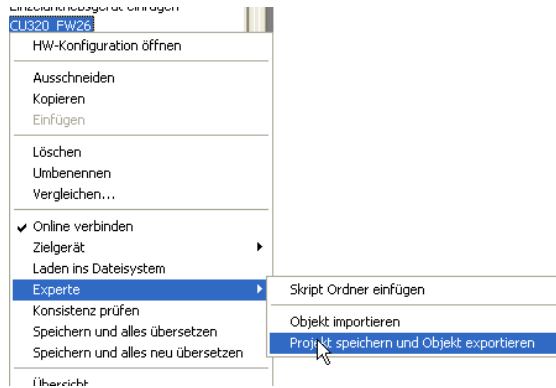 Einzelantriebsgerät einfügen
CU320_FW26
HW-Konfiguration öffnen
Ausschneiden
Kopieren
Einfügen
Löschen
Umbenennen
Vergleichen...
Online verbinden
Zielgerät
Laden ins Dateisystem
Experte
Skript Ordner einfügen
Konsistenz prüfen
Objekt importieren
Speichern und alles übersetzen
Projekt speichern und Objekt exportieren
Speichern und alles neu übersetzen
Übersicht